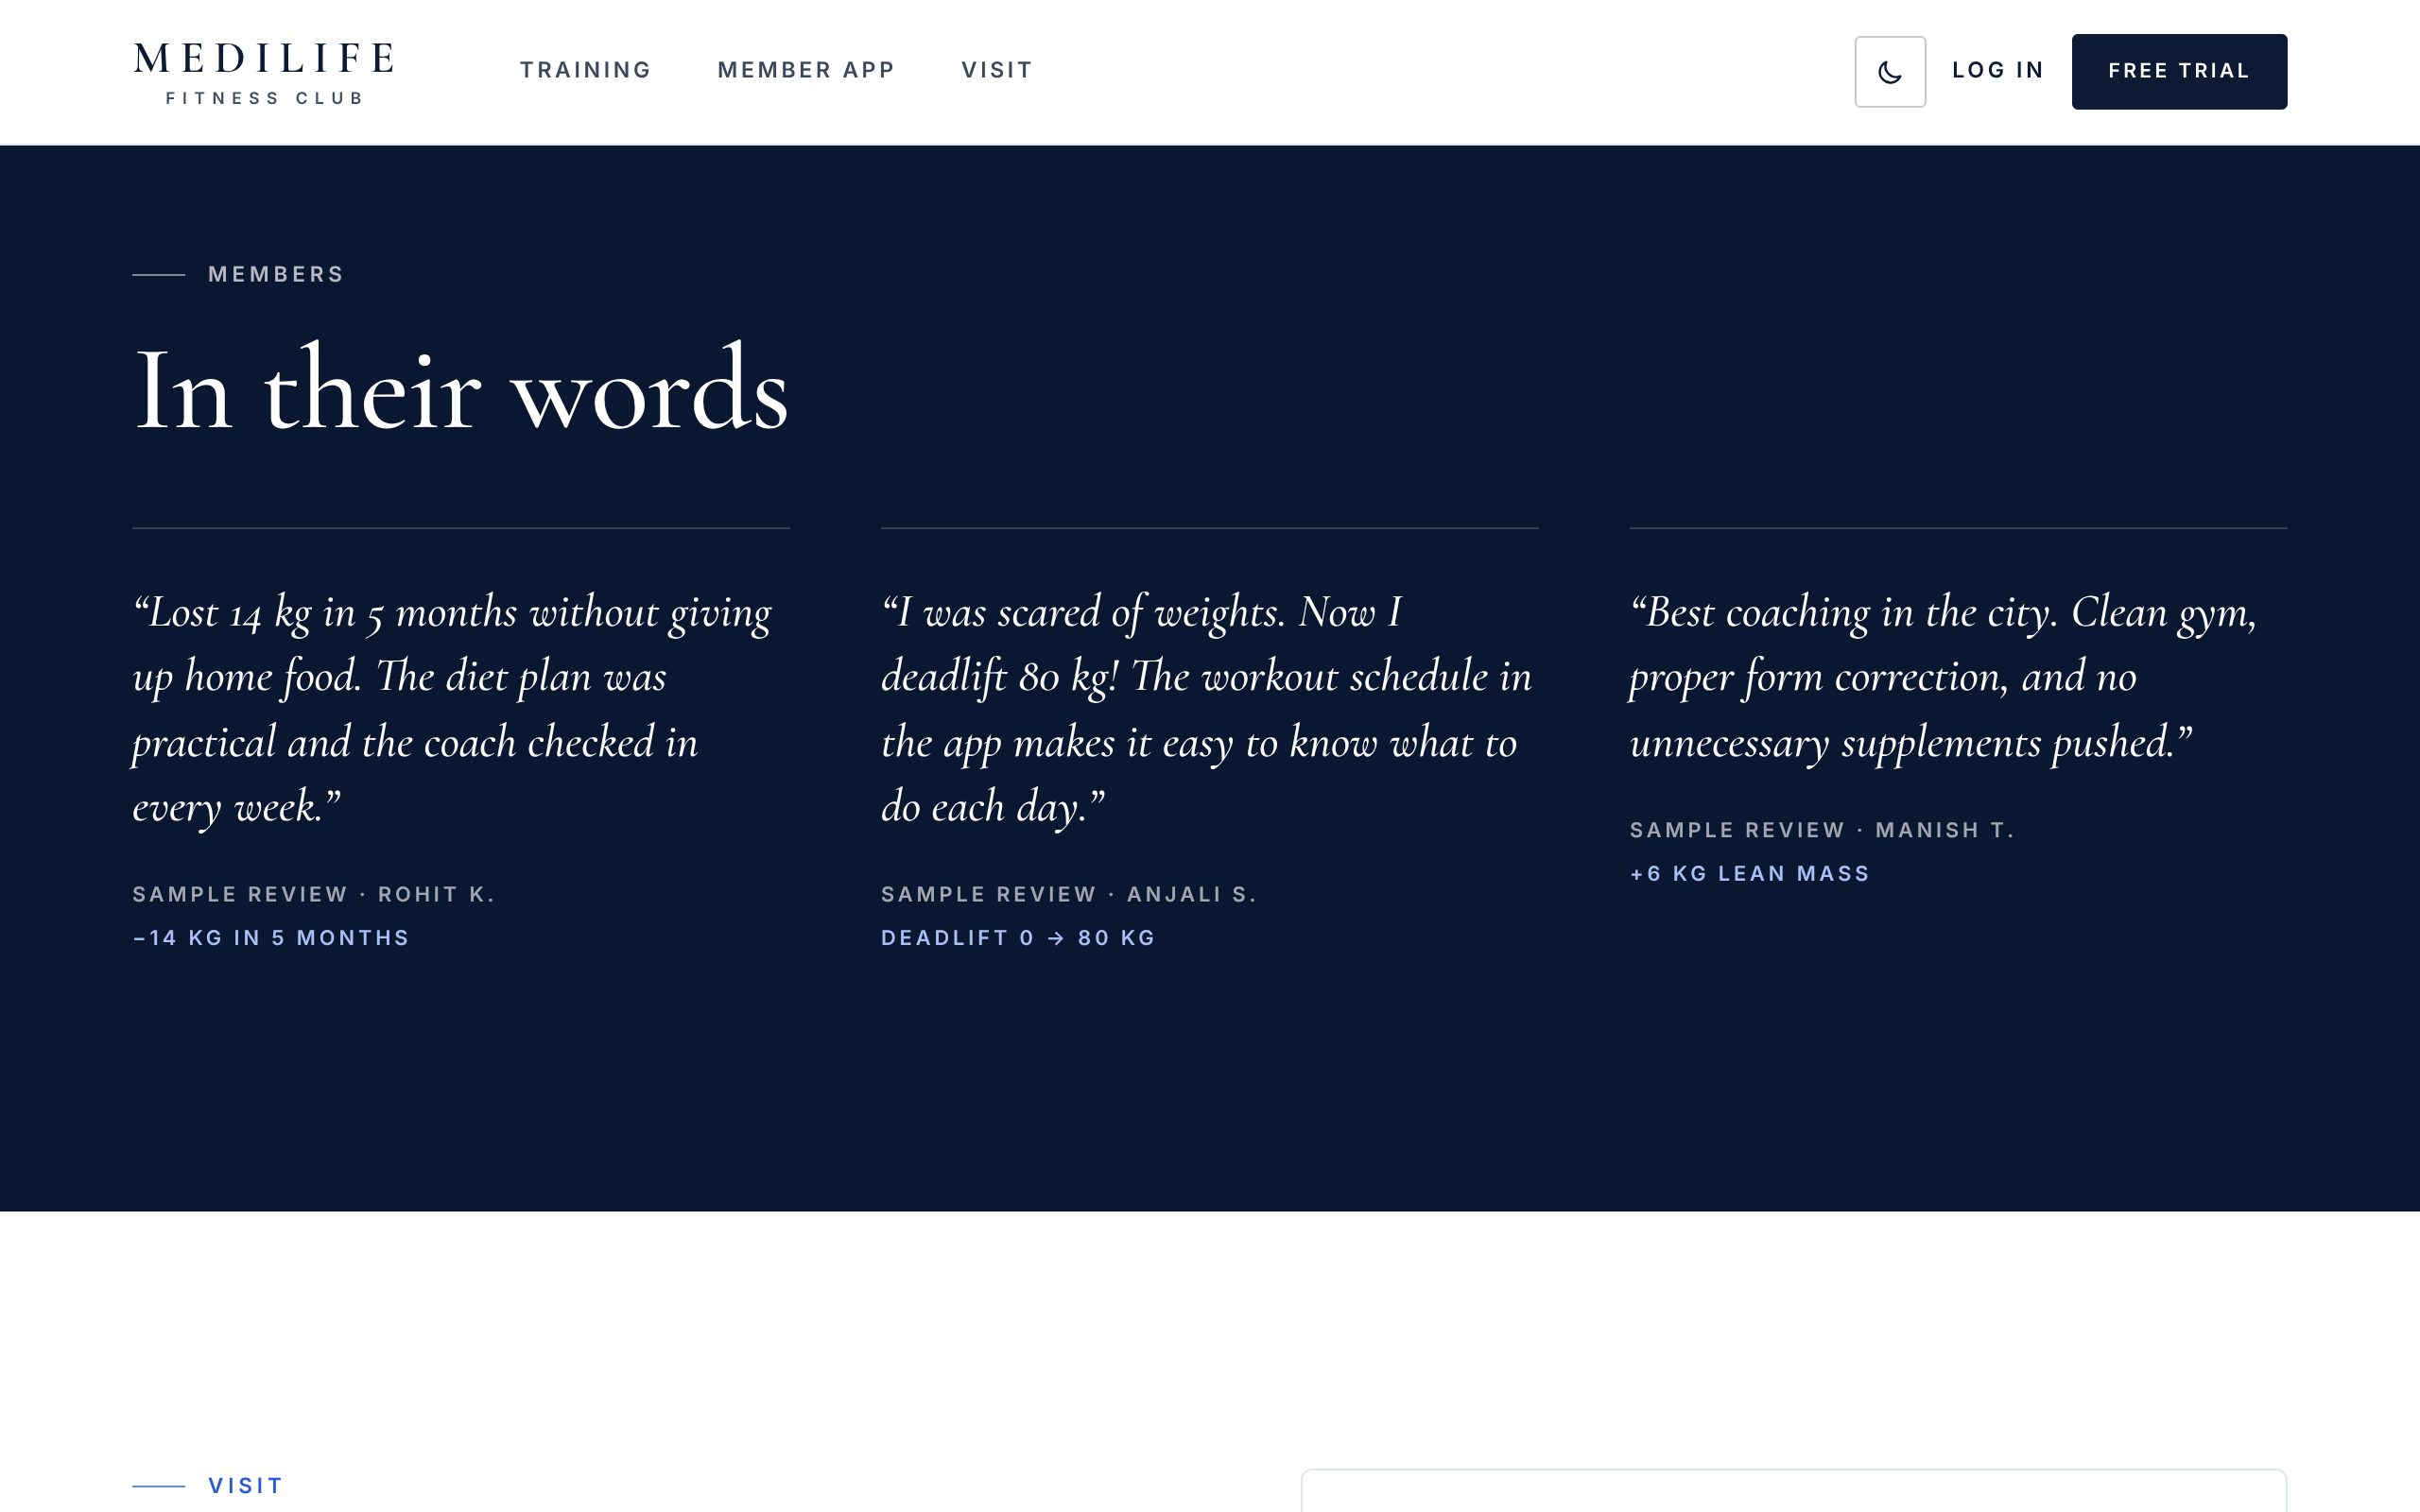 MEDILIFE
FITNESS CLUB
TRAINING
MEMBER APP
VISIT
LOG IN
FREE TRIAL
MEMBERS
In their words
“Lost 14 kg in 5 months without giving
up home food. The diet plan was
practical and the coach checked in
every week.”
SAMPLE REVIEW · ROHIT K.
−14 KG IN 5 MONTHS
“I was scared of weights. Now I
deadlift 80 kg! The workout schedule in
the app makes it easy to know what to
do each day.”
SAMPLE REVIEW · ANJALI S.
DEADLIFT 0 → 80 KG
“Best coaching in the city. Clean gym,
proper form correction, and no
unnecessary supplements pushed.”
SAMPLE REVIEW · MANISH T.
+6 KG LEAN MASS
VISIT